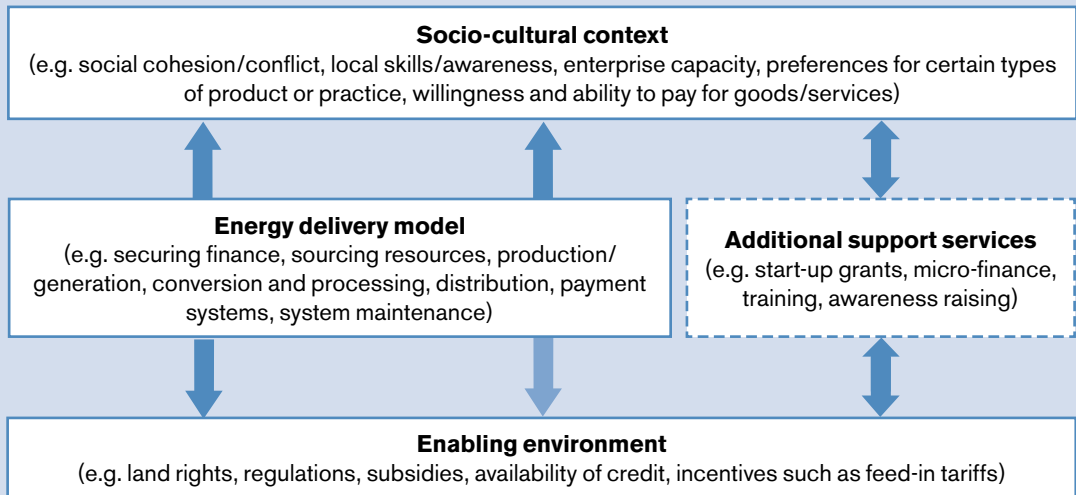 Socio-cultural context
(e.g. social cohesion/conflict, local skills/awareness, enterprise capacity, preferences for certain types
of product or practice, willingness and ability to pay for goods/services)
Energy delivery model
(e.g. securing finance, sourcing resources, production/
generation, conversion and processing, distribution, payment
systems, system maintenance)
Additional support services
(e.g. start-up grants, micro-finance,
training, awareness raising)
Enabling environment
(e.g. land rights, regulations, subsidies, availability of credit, incentives such as feed-in tariffs)